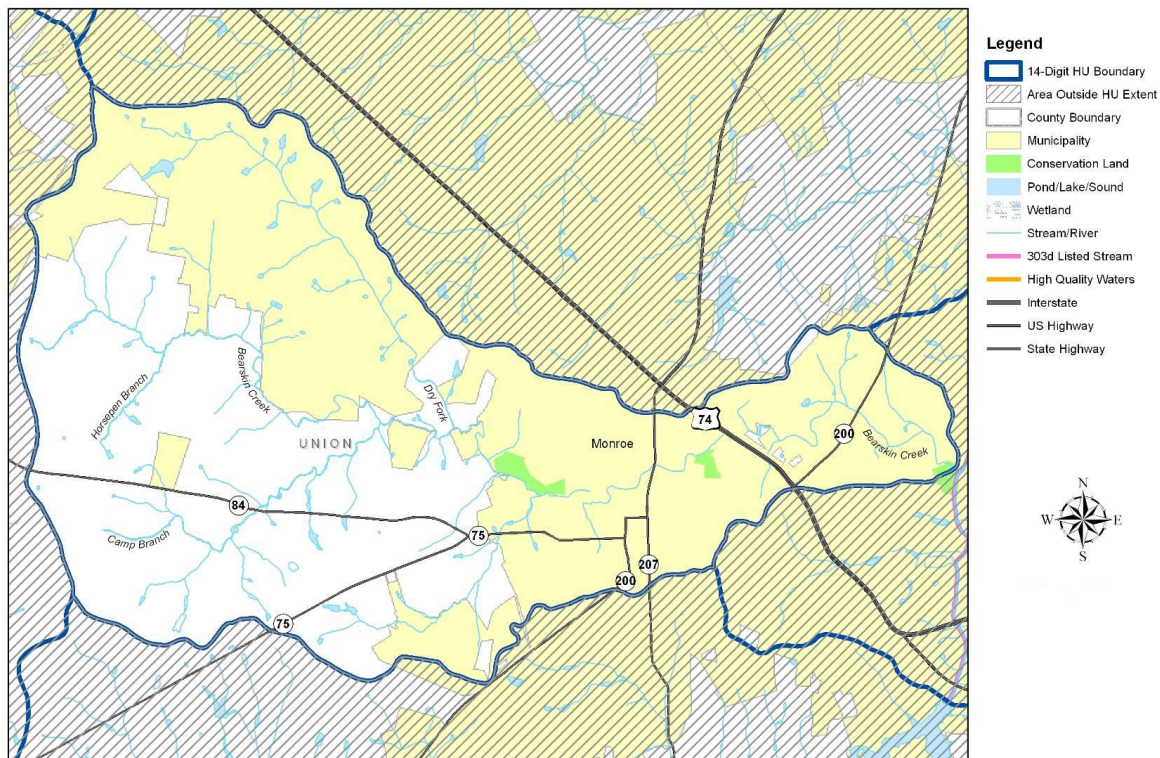 Legend
14-Digit HU Boundary
Area Outside HU Extent
County Boundary
Municipality
Conservation Land
Pond/Lake/Sound
Wetland
Stream/River
303d Listed Stream
High Quality Waters
Interstate
US Highway
State Highway
Horsepen Branch
Bearskin Creek
Dry Fork
UNION
Monroe
74
200
Bearskin Creek
84
75
Camp Branch
207
200
75
N
W
E
S